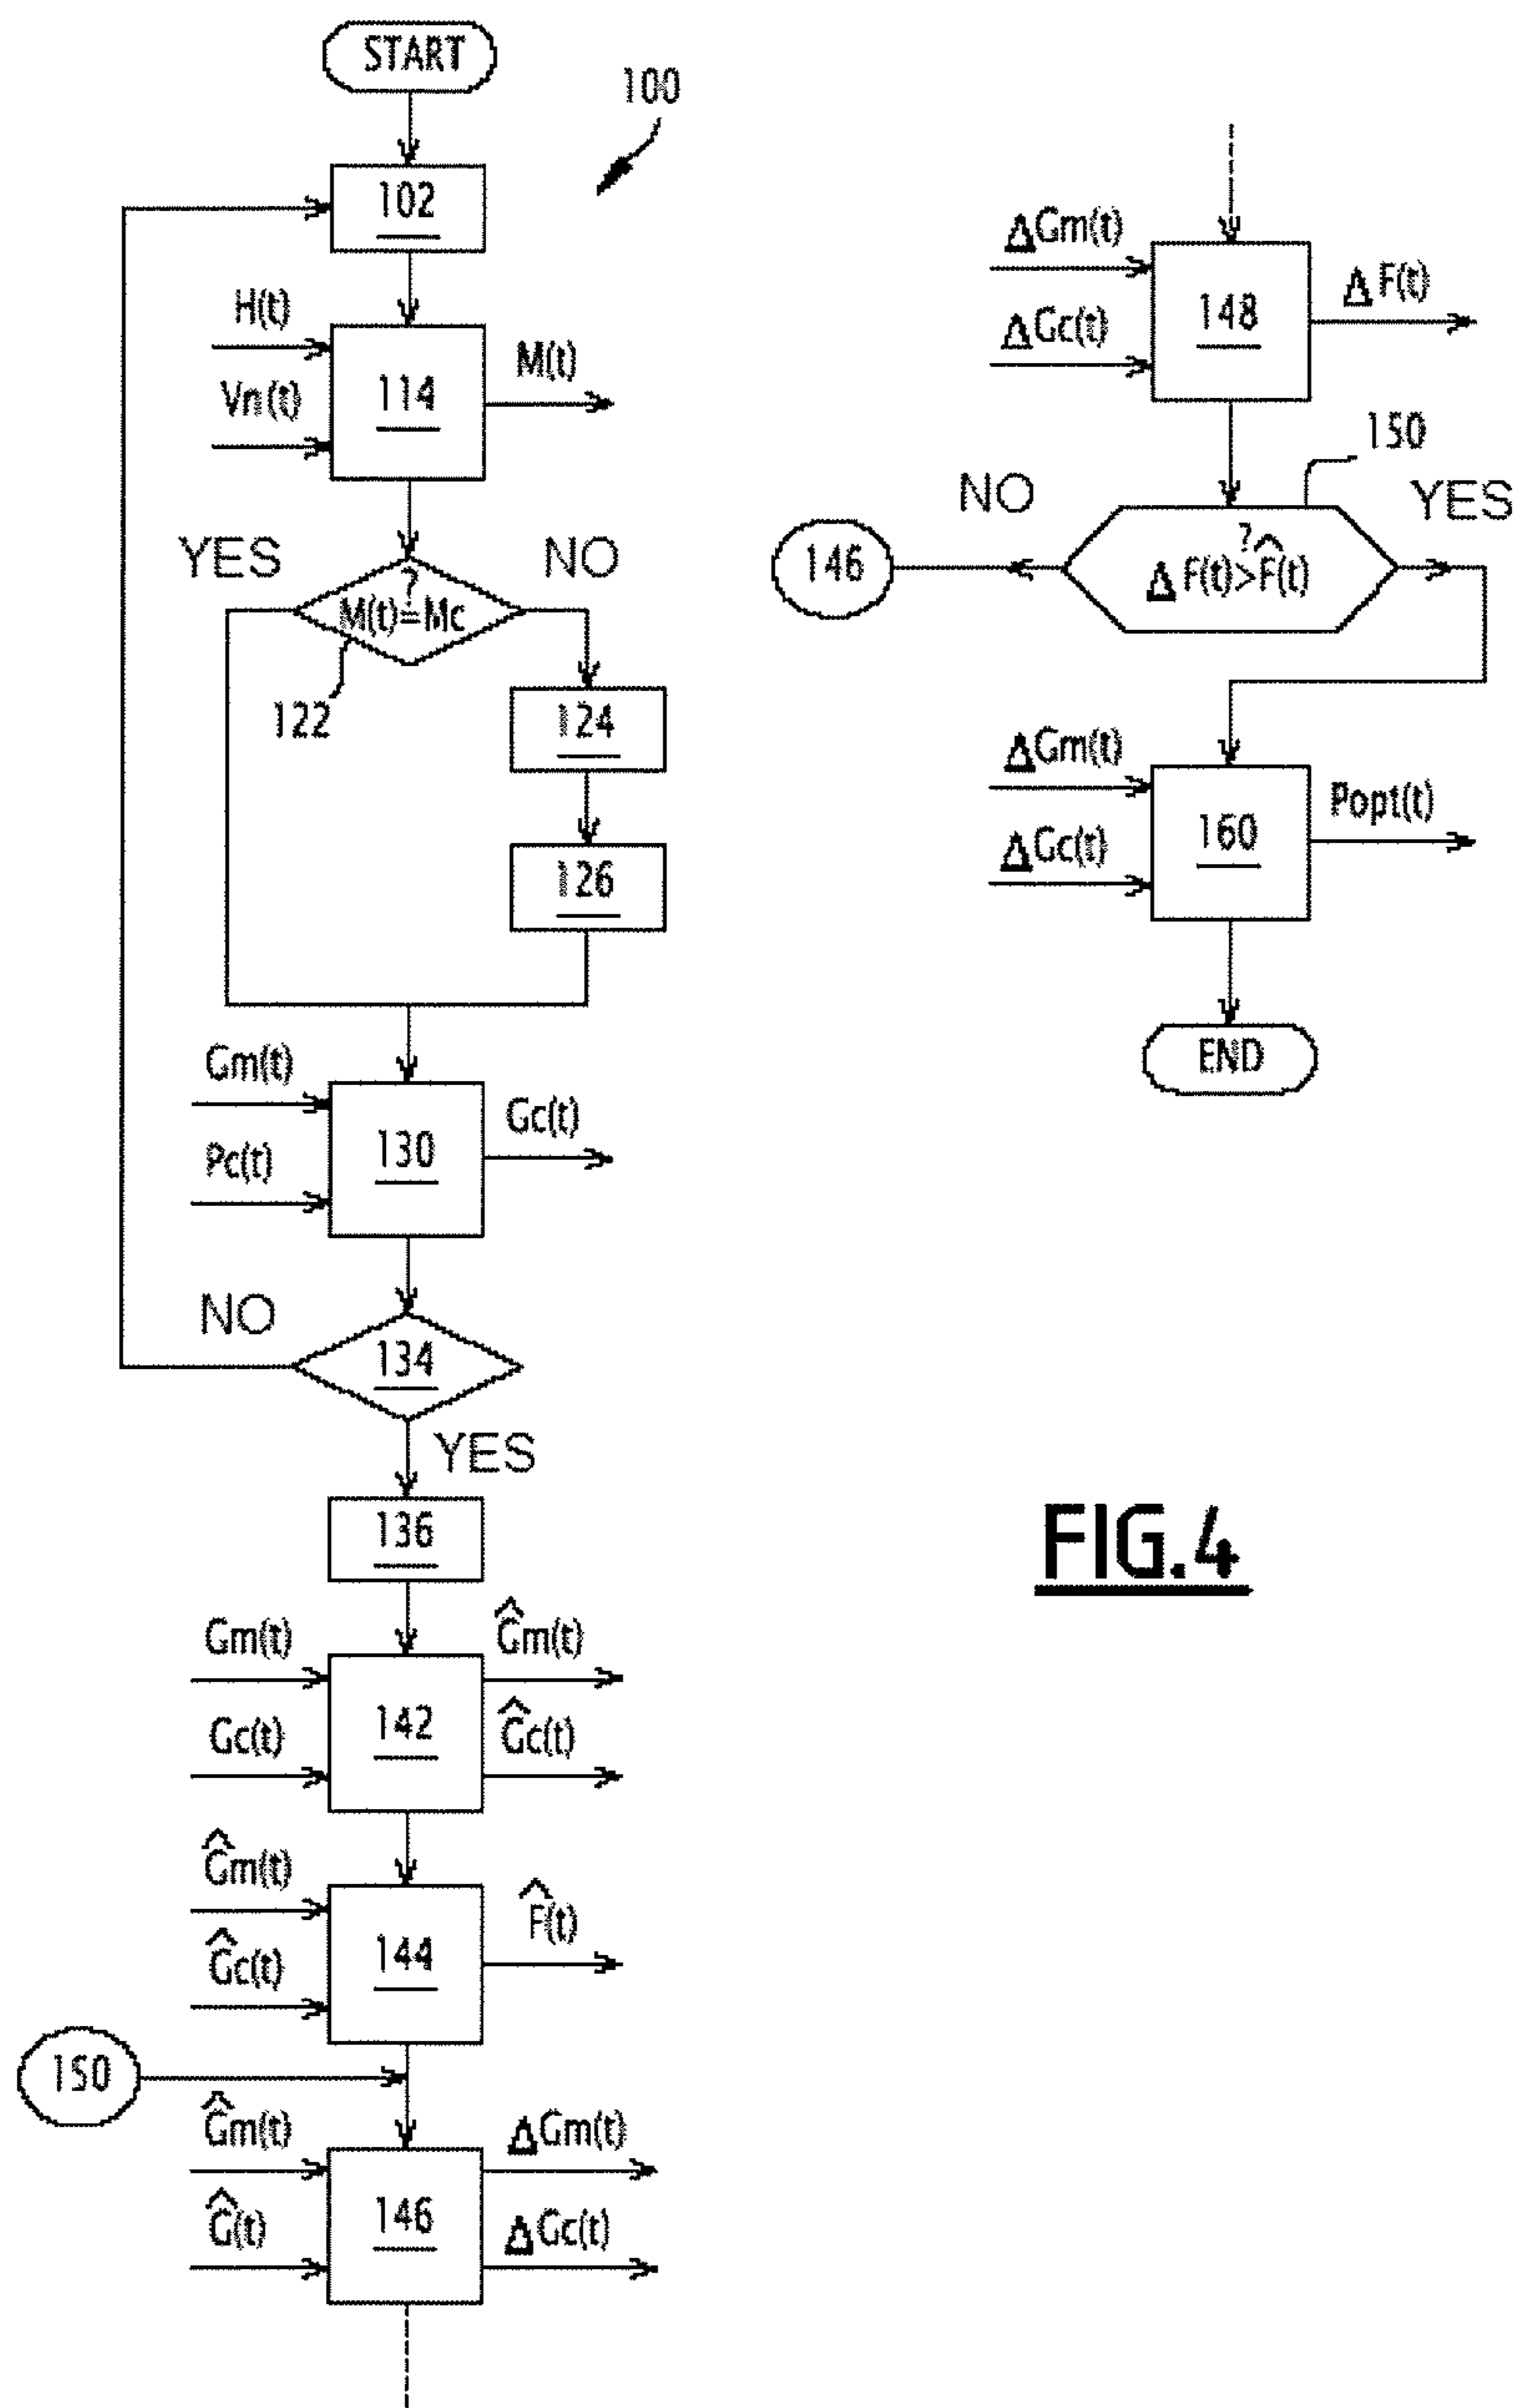 START
100
102
H(t)
Vn(t)
114
M(t)
YES
NO
?
M(t)=Mc
122
124
126
Gm(t)
Pc(t)
130
Gc(t)
NO
134
YES
136
Gm(t)
Gc(t)
142
Ĝm(t)
Ĝc(t)
Ĝm(t)
Ĝc(t)
144
F̂(t)
150
Ĝm(t)
Ĝ(t)
146
ΔGm(t)
ΔGc(t)
ΔGm(t)
ΔGc(t)
148
ΔF(t)
150
NO
YES
146
?
ΔF(t)>F̂(t)
ΔGm(t)
ΔGc(t)
160
Popt(t)
END
FIG.4